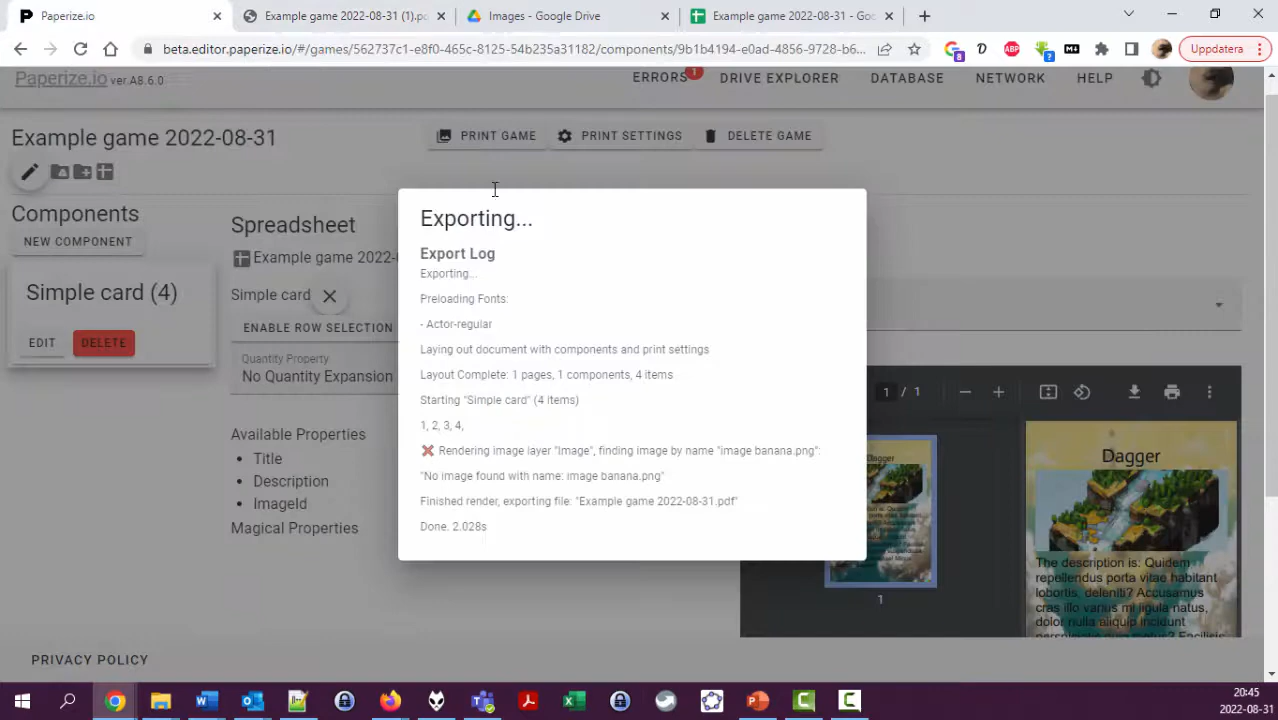 Paperize.io
Example game 2022-08-31 (1).pc
Images - Google Drive
Example game 2022-08-31 - Goo
beta.editor.paperize.io/#/games/562737c1-e8f0-465c-8125-54b235a31182/components/9b1b4194-e0ad-4856-9728-b6...
Uppdatera
Paperize.io ver A8.6.0
ERRORS 1
DRIVE EXPLORER
DATABASE
NETWORK
HELP
Example game 2022-08-31
PRINT GAME
PRINT SETTINGS
DELETE GAME
Components
NEW COMPONENT
Simple card (4)
EDIT
DELETE
Spreadsheet
Example game 2022-
Simple card
ENABLE ROW SELECTION
Quantity Property
No Quantity Expansion
Available Properties
• Title
• Description
• ImageId
Magical Properties
Exporting...
Export Log
Exporting...
Preloading Fonts:
- Actor-regular
Laying out document with components and print settings
Layout Complete: 1 pages, 1 components, 4 items
Starting "Simple card" (4 items)
1, 2, 3, 4,
❌ Rendering image layer "Image", finding image by name "image banana.png":
"No image found with name: image banana.png"
Finished render, exporting file: "Example game 2022-08-31.pdf"
Done. 2.028s
1 / 1
1
Dagger
The description is: Quidem
repellendus porta vitae habitant
lobortis, deleniti? Accusamus
cras illo varius mi ligula natus,
dolor nulla aliquip incidunt
PRIVACY POLICY
20:45
2022-08-31